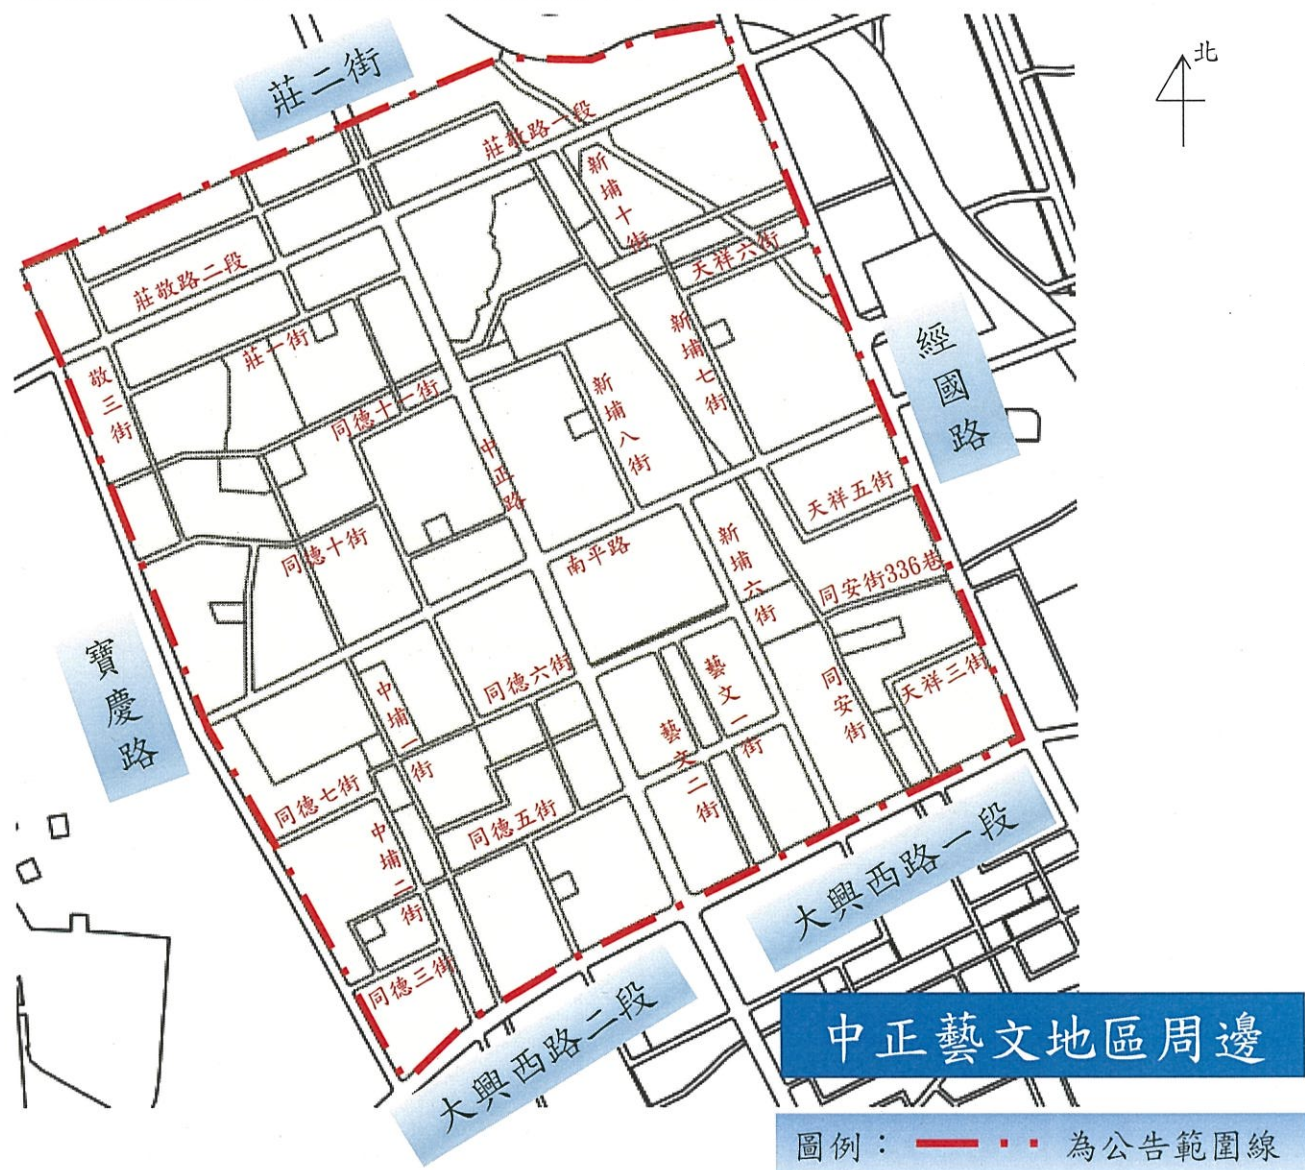 北
莊二街
莊敬路一段
新埔十街
莊敬路二段
天祥六街
經國路
新埔七街
莊一街
敬三街
新埔八街
同德十一街
中正路
天祥五街
同德十街
南平路
新埔六街
同安街336巷
寶慶路
同德六街
藝文一街
同安街
天祥三街
中埔一街
藝文二街
同德七街
同德五街
中埔二街
大興西路一段
同德三街
大興西路二段
中正藝文地區周邊
圖例：
為公告範圍線